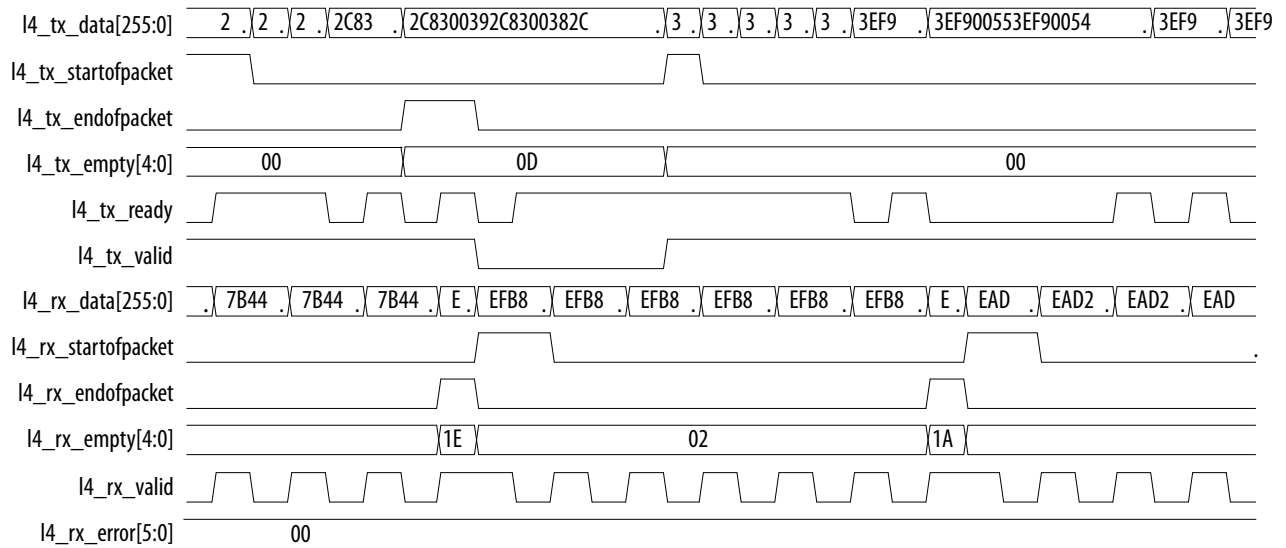 l4_tx_data[255:0] 2 . 2 . 2 . 2C83 . 2C8300392C8300382C . 3 . 3 . 3 . 3 . 3 . 3EF9 . 3EF900553EF90054 . 3EF9 . 3EF9
l4_tx_startofpacket
l4_tx_endofpacket
l4_tx_empty[4:0] 00 0D 00
l4_tx_ready
l4_tx_valid
l4_rx_data[255:0] . 7B44 . 7B44 . 7B44 . E . EFB8 . EFB8 . EFB8 . EFB8 . EFB8 . EFB8 . E . EAD . EAD2 . EAD2 . EAD
l4_rx_startofpacket .
l4_rx_endofpacket
l4_rx_empty[4:0] 1E 02 1A
l4_rx_valid
l4_rx_error[5:0] 00